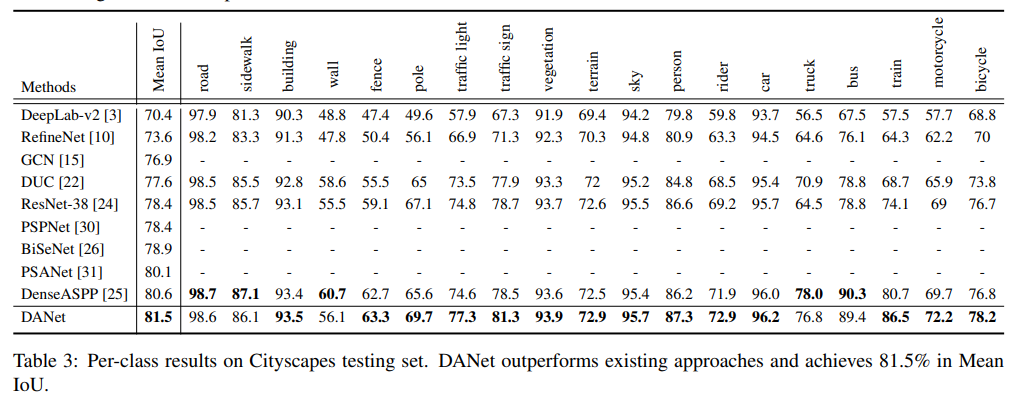 Methods Mean IoU road sidewalk building wall fence pole traffic light traffic sign vegetation terrain sky person rider car truck bus train motorcycle bicycle
DeepLab-v2 [3] 70.4 97.9 81.3 90.3 48.8 47.4 49.6 57.9 67.3 91.9 69.4 94.2 79.8 59.8 93.7 56.5 67.5 57.5 57.7 68.8
RefineNet [10] 73.6 98.2 83.3 91.3 47.8 50.4 56.1 66.9 71.3 92.3 70.3 94.8 80.9 63.3 94.5 64.6 76.1 64.3 62.2 70
GCN [15] 76.9 - - - - - - - - - - - - - - - - - - -
DUC [22] 77.6 98.5 85.5 92.8 58.6 55.5 65 73.5 77.9 93.3 72 95.2 84.8 68.5 95.4 70.9 78.8 68.7 65.9 73.8
ResNet-38 [24] 78.4 98.5 85.7 93.1 55.5 59.1 67.1 74.8 78.7 93.7 72.6 95.5 86.6 69.2 95.7 64.5 78.8 74.1 69 76.7
PSPNet [30] 78.4 - - - - - - - - - - - - - - - - - - -
BiSeNet [26] 78.9 - - - - - - - - - - - - - - - - - - -
PSANet [31] 80.1 - - - - - - - - - - - - - - - - - - -
DenseASPP [25] 80.6 98.7 87.1 93.4 60.7 62.7 65.6 74.6 78.5 93.6 72.5 95.4 86.2 71.9 96.0 78.0 90.3 80.7 69.7 76.8
DANet 81.5 98.6 86.1 93.5 56.1 63.3 69.7 77.3 81.3 93.9 72.9 95.7 87.3 72.9 96.2 76.8 89.4 86.5 72.2 78.2
Table 3: Per-class results on Cityscapes testing set. DANet outperforms existing approaches and achieves 81.5% in Mean
IoU.